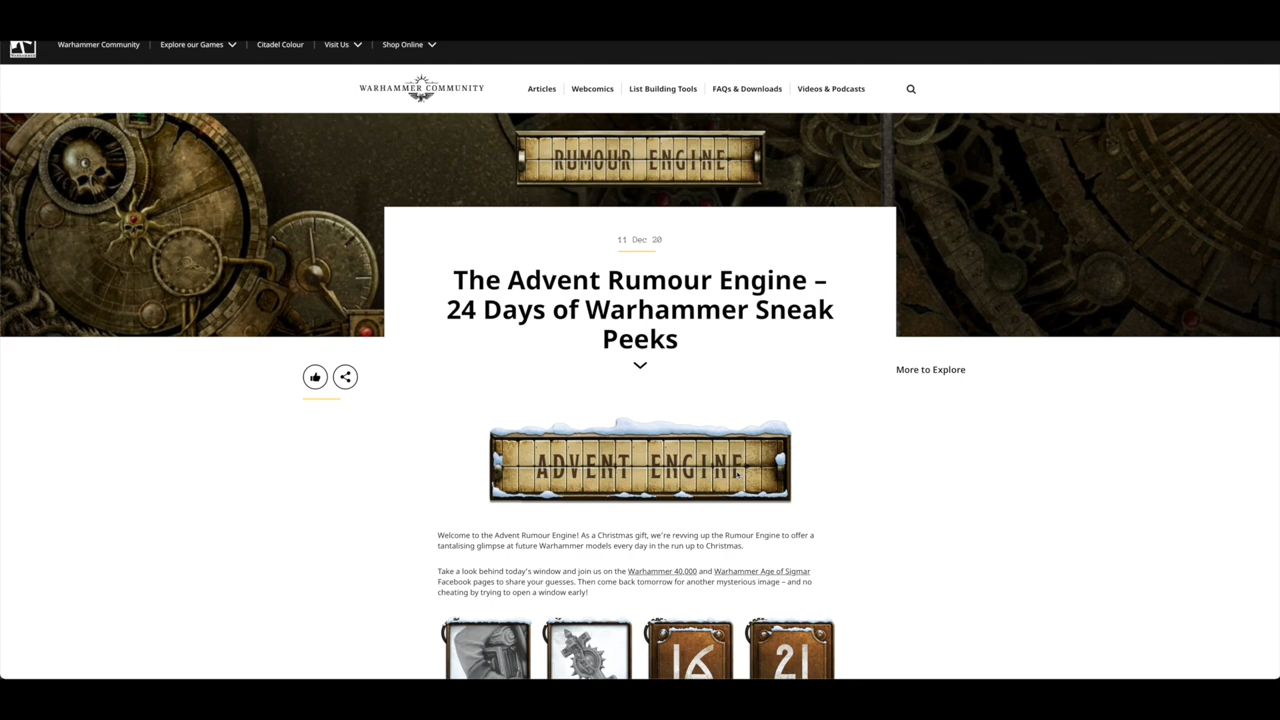 Warhammer Community
Explore our Games
Citadel Colour
Visit Us
Shop Online
WARHAMMER COMMUNITY
Articles
Webcomics
List Building Tools
FAQs & Downloads
Videos & Podcasts
RUMOUR ENGINE
11 Dec 20
The Advent Rumour Engine –
24 Days of Warhammer Sneak
Peeks
More to Explore
ADVENT ENGINE
Welcome to the Advent Rumour Engine! As a Christmas gift, we're revving up the Rumour Engine to offer a
tantalising glimpse at future Warhammer models every day in the run up to Christmas.
Take a look behind today's window and join us on the Warhammer 40,000 and Warhammer Age of Sigmar
Facebook pages to share your guesses. Then come back tomorrow for another mysterious image – and no
cheating by trying to open a window early!
16
21